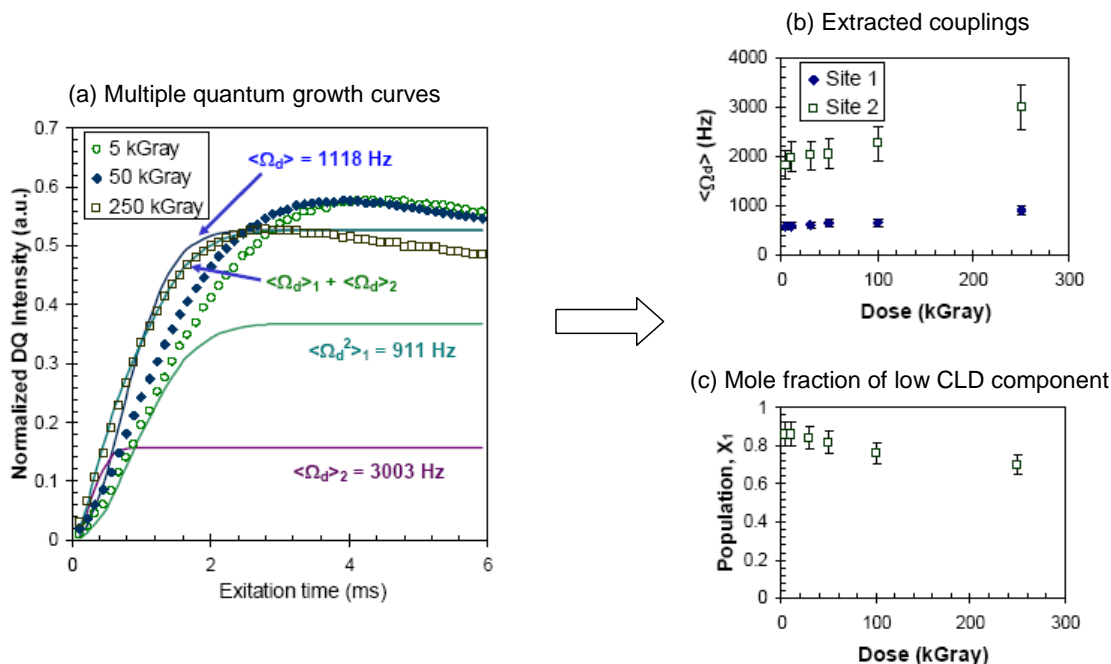 (a) Multiple quantum growth curves
0.7
0.6
0.5
0.4
0.3
0.2
0.1
0
Normalized DQ Intensity (a.u.)
5 kGray
50 kGray
250 kGray
<Ωd> = 1118 Hz
<Ωd>1 + <Ωd>2
<Ωd²>1 = 911 Hz
<Ωd>2 = 3003 Hz
0 2 4 6
Exitation time (ms)
(b) Extracted couplings
4000
3000
2000
1000
0
<Ωd> (Hz)
Site 1
Site 2
0 100 200 300
Dose (kGray)
(c) Mole fraction of low CLD component
1
0.8
0.6
0.4
0.2
0
Population, X1
0 100 200 300
Dose (kGray)